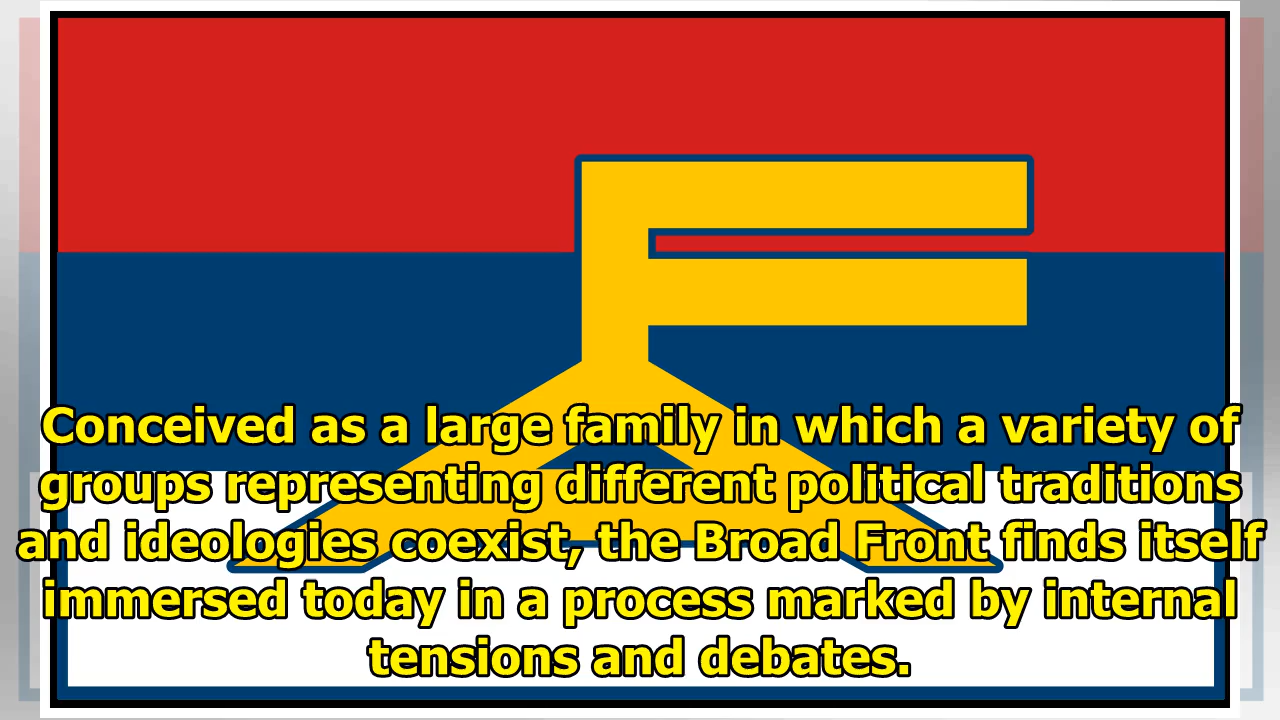 Conceived as a large family in which a variety of
groups representing different political traditions
and ideologies coexist, the Broad Front finds itself
immersed today in a process marked by internal
tensions and debates.